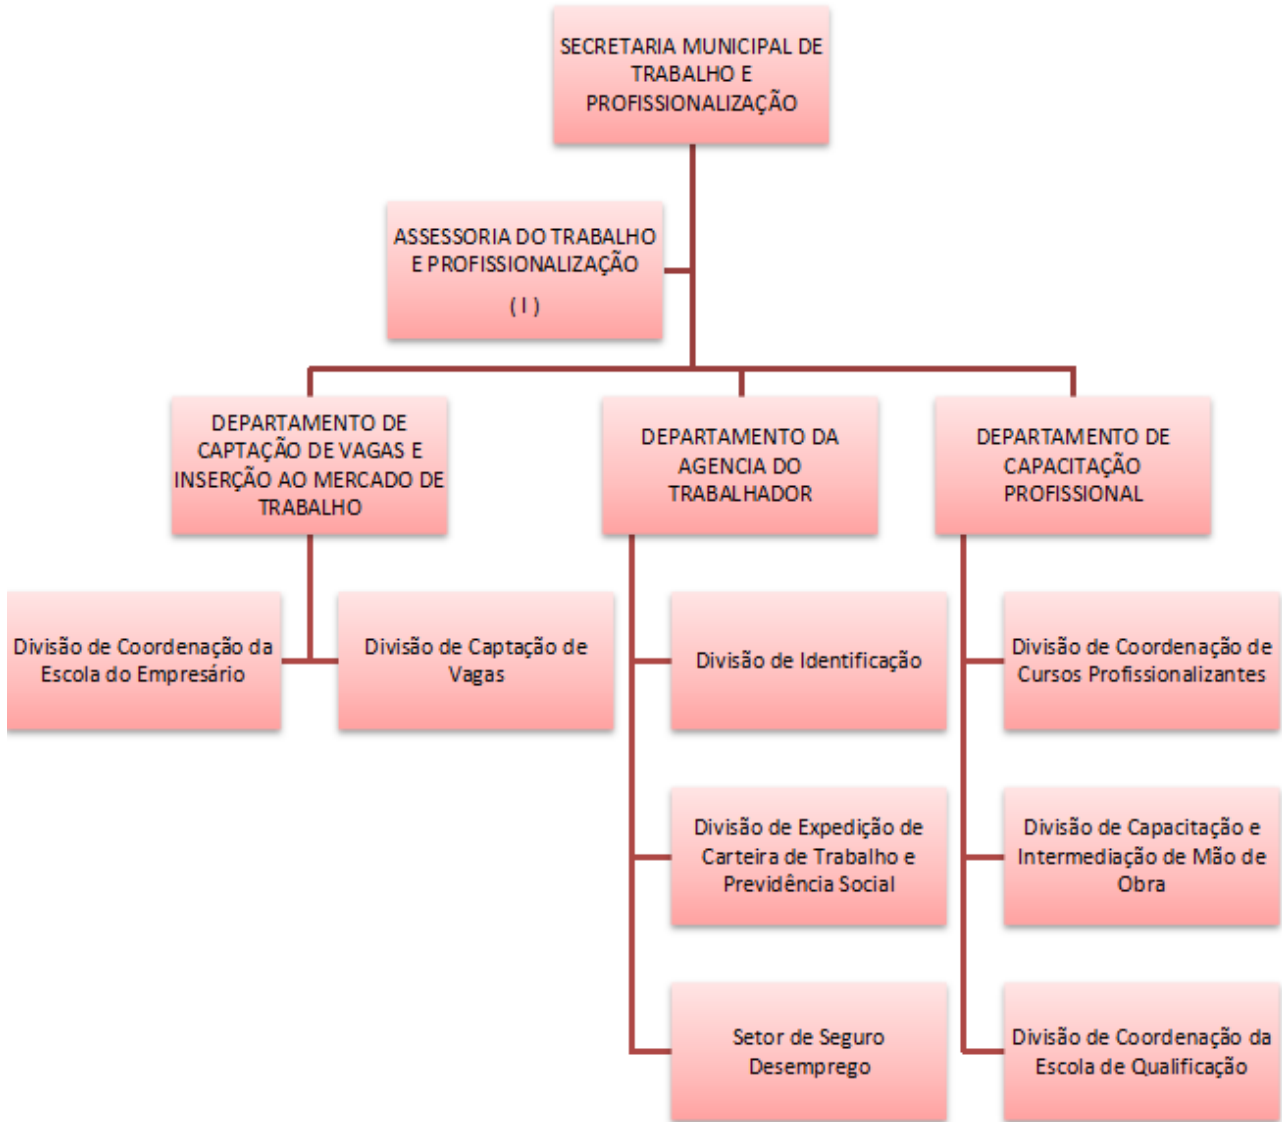 SECRETARIA MUNICIPAL DE
TRABALHO E
PROFISSIONALIZAÇÃO
ASSESSORIA DO TRABALHO
E PROFISSIONALIZAÇÃO
( I )
DEPARTAMENTO DE
CAPTAÇÃO DE VAGAS E
INSERÇÃO AO MERCADO DE
TRABALHO
DEPARTAMENTO DA
AGENCIA DO
TRABALHADOR
DEPARTAMENTO DE
CAPACITAÇÃO
PROFISSIONAL
Divisão de Coordenação da
Escola do Empresário
Divisão de Captação de
Vagas
Divisão de Identificação
Divisão de Coordenação de
Cursos Profissionalizantes
Divisão de Expedição de
Carteira de Trabalho e
Previdência Social
Divisão de Capacitação e
Intermediação de Mão de
Obra
Setor de Seguro
Desemprego
Divisão de Coordenação da
Escola de Qualificação